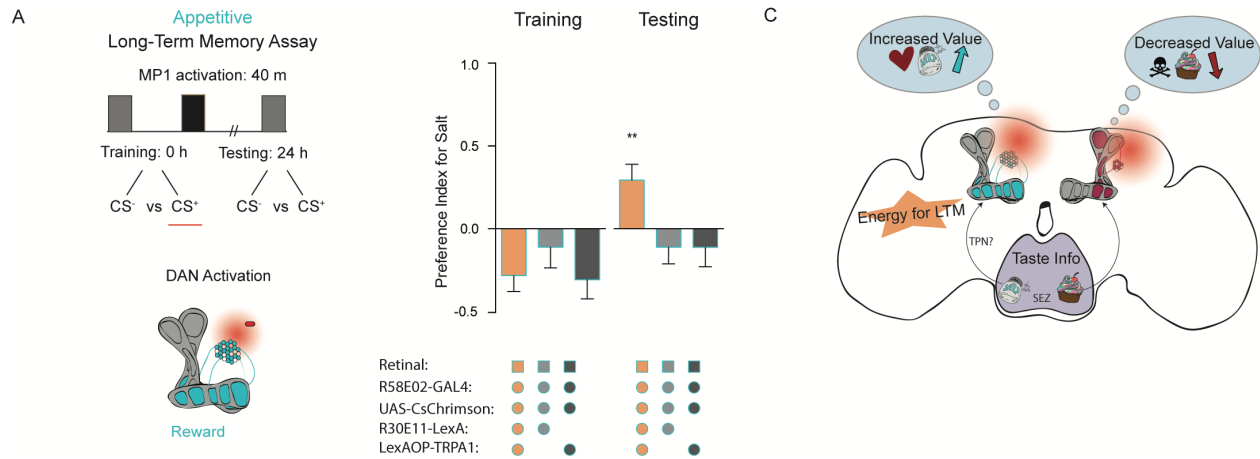 A
Appetitive
Long-Term Memory Assay
MP1 activation: 40 m
Training: 0 h
Testing: 24 h
CS- vs CS+
CS- vs CS+
DAN Activation
Reward
Training
Testing
Preference Index for Salt
1.0
0.5
0.0
-0.5
**
Retinal:
R58E02-GAL4:
UAS-CsChrimson:
R30E11-LexA:
LexAOP-TRPA1:
C
Increased Value
Decreased Value
Energy for LTM
TPN?
Taste Info
SEZ